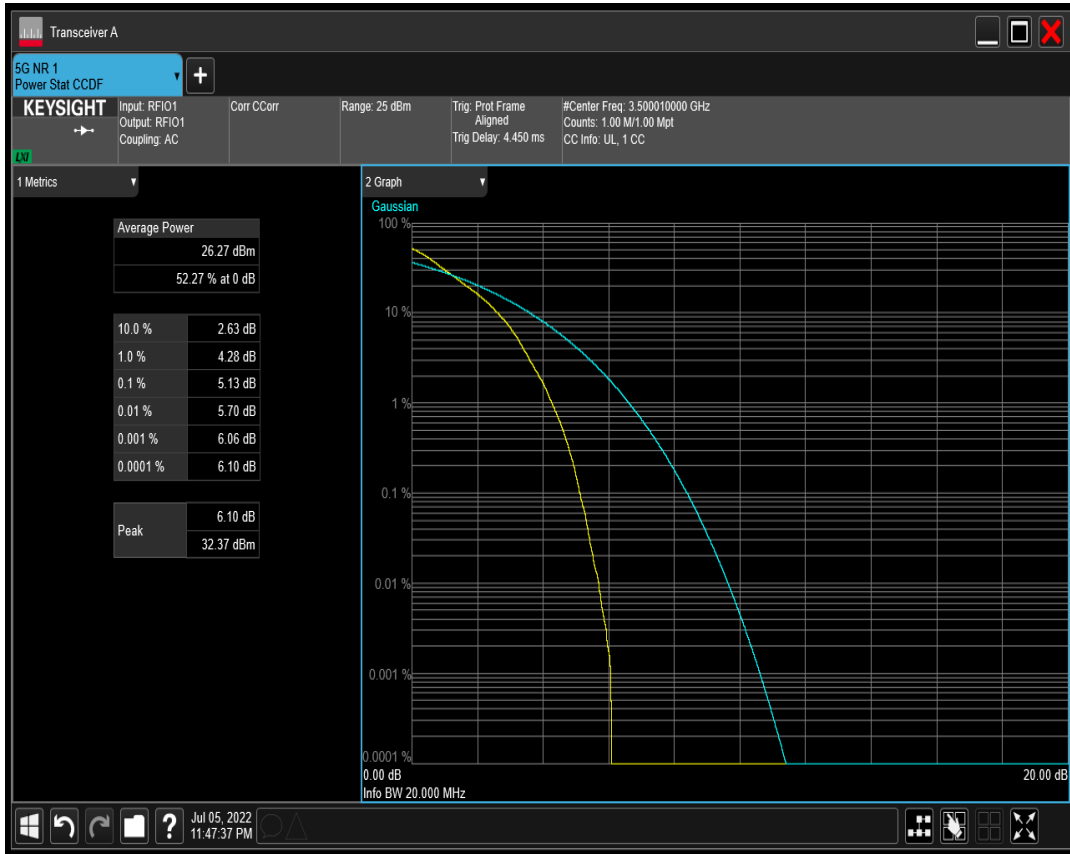 Transceiver A
5G NR 1
Power Stat CCDF
+
KEYSIGHT
LXI
Input: RFIO1
Output: RFIO1
Coupling: AC
Corr CCorr
Range: 25 dBm
Trig: Prot Frame
Aligned
Trig Delay: 4.450 ms
#Center Freq: 3.500010000 GHz
Counts: 1.00 M/1.00 Mpt
CC Info: UL, 1 CC
1 Metrics
Average Power
26.27 dBm
52.27 % at 0 dB
10.0 % 2.63 dB
1.0 % 4.28 dB
0.1 % 5.13 dB
0.01 % 5.70 dB
0.001 % 6.06 dB
0.0001 % 6.10 dB
Peak
6.10 dB
32.37 dBm
2 Graph
Gaussian
100 %
10 %
1 %
0.1 %
0.01 %
0.001 %
0.0001 %
0.00 dB 20.00 dB
Info BW 20.000 MHz
?
Jul 05, 2022
11:47:37 PM